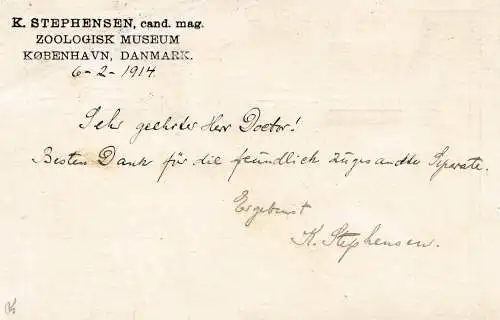 K. STEPHENSEN, cand. mag.
ZOOLOGISK MUSEUM
KØBENHAVN, DANMARK.
6-2-1914.
Sehr geehrter Herr Doctor!
Besten Dank für die freundlich zugesandte Separate.
Ergebenst
K. Stephensen.